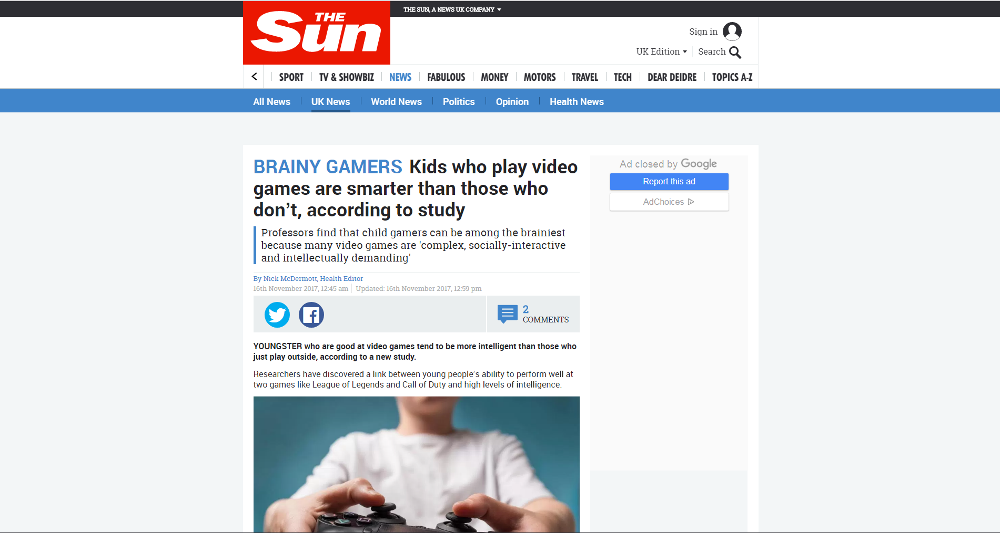 THE SUN, A NEWS UK COMPANY
THE
Sun
Sign in
UK Edition Search
SPORT TV & SHOWBIZ NEWS FABULOUS MONEY MOTORS TRAVEL TECH DEAR DEIDRE TOPICS A-Z
All News UK News World News Politics Opinion Health News
BRAINY GAMERS Kids who play video
games are smarter than those who
don’t, according to study
Professors find that child gamers can be among the brainiest
because many video games are 'complex, socially-interactive
and intellectually demanding'
By Nick McDermott, Health Editor
16th November 2017, 12:45 am Updated: 16th November 2017, 12:59 pm
2
COMMENTS
YOUNGSTER who are good at video games tend to be more intelligent than those who
just play outside, according to a new study.
Researchers have discovered a link between young people's ability to perform well at
two games like League of Legends and Call of Duty and high levels of intelligence.
Ad closed by Google
Report this ad
AdChoices